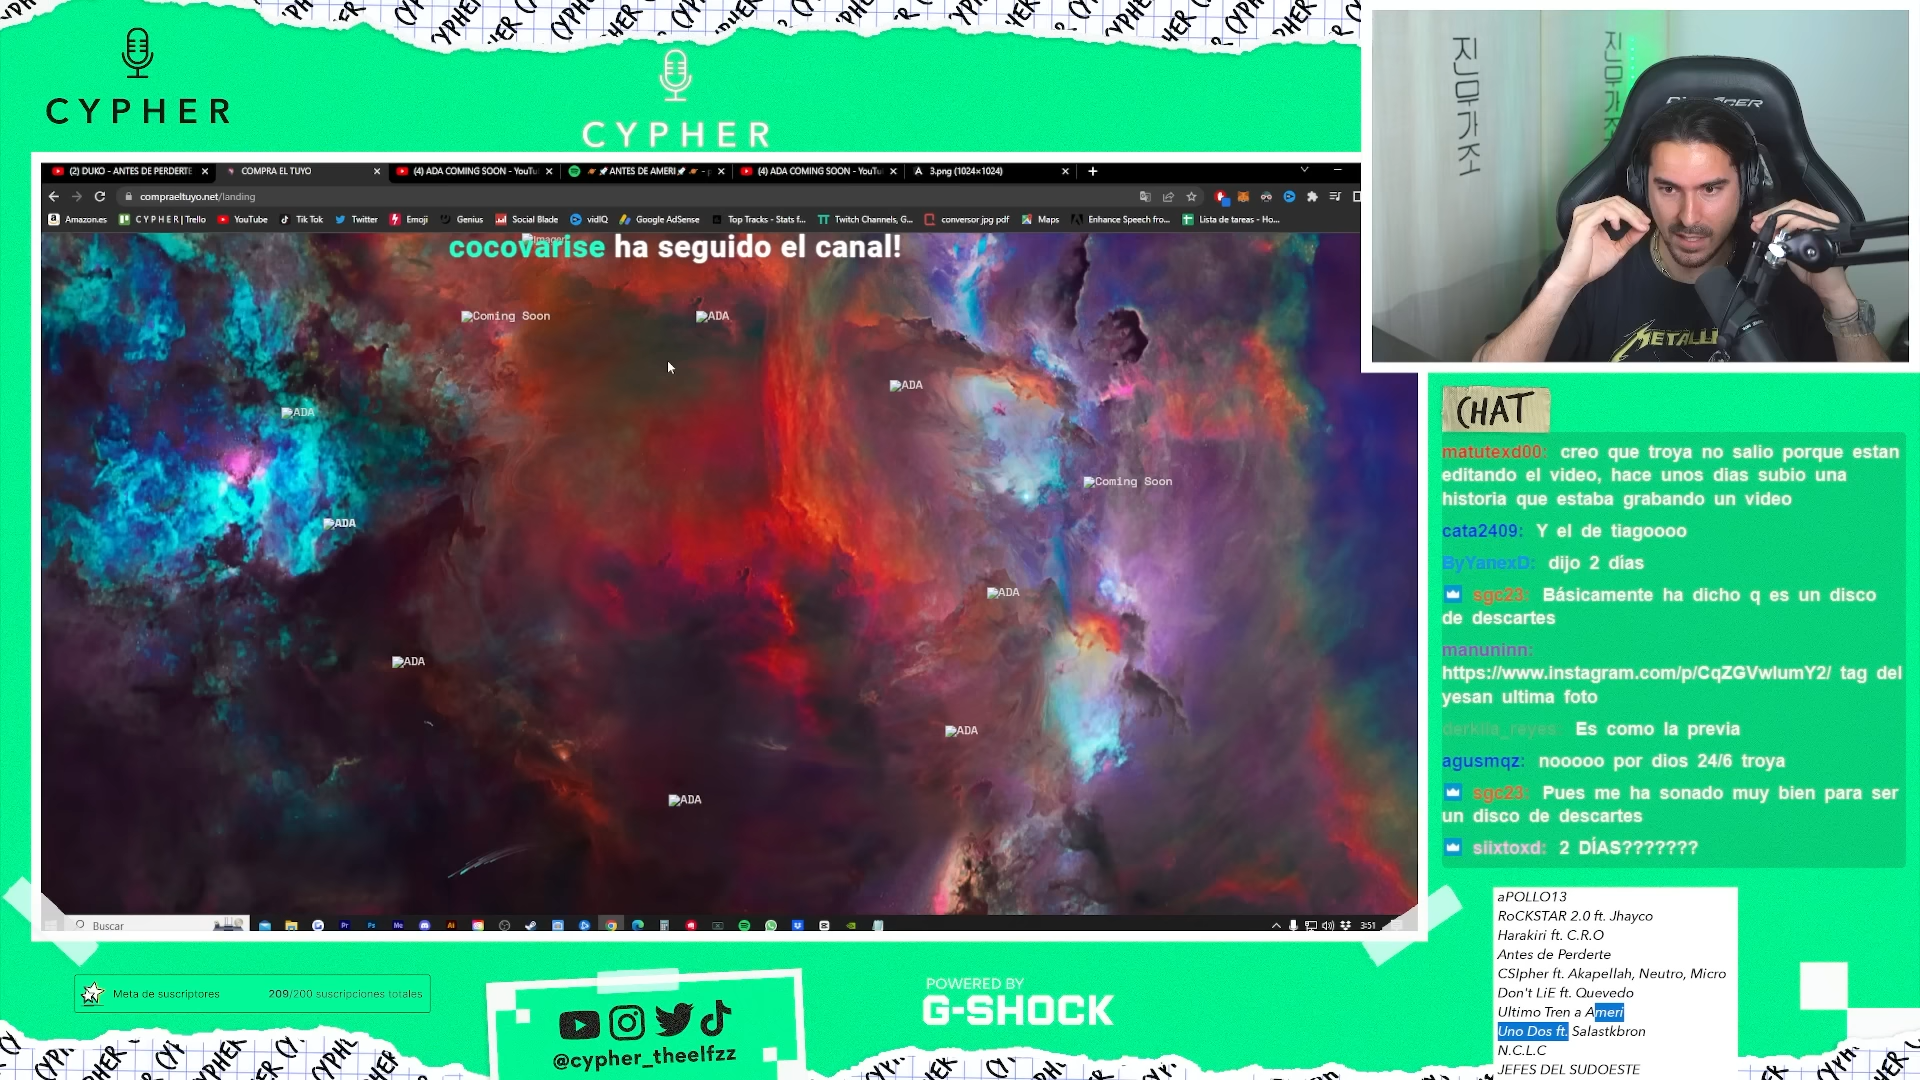 CYPHER
CYPHER
(2) DUKO - ANTES DE PERDERTE
COMPRA EL TUYO
(4) ADA COMING SOON - YouTu
ANTES DE AMERI
(4) ADA COMING SOON - YouTu
3.png (1024×1024)
compraeltuyo.net/landing
Amazon.es
CYPHER | Trello
YouTube
Tik Tok
Twitter
Emoji
Genius
Social Blade
vidIQ
Google AdSense
Top Tracks - Stats f...
Twitch Channels, G...
conversor jpg pdf
Maps
Enhance Speech fro...
Lista de tareas - Ho...
cocovarise ha seguido el canal!
Coming Soon
ADA
ADA
ADA
Coming Soon
ADA
ADA
ADA
ADA
ADA
Buscar
3:51
METALLI
CHAT
matutexd00: creo que troya no salio porque estan
editando el video, hace unos dias subio una
historia que estaba grabando un video
cata2409: Y el de tiagoooo
ByYanexD: dijo 2 días
sgc23: Básicamente ha dicho q es un disco
de descartes
manuninn:
https://www.instagram.com/p/CqZGVwlumY2/ tag del
yesan ultima foto
derkila_reyes: Es como la previa
agusmqz: nooooo por dios 24/6 troya
sgc23: Pues me ha sonado muy bien para ser
un disco de descartes
siixtoxd: 2 DÍAS???????
aPOLLO13
RoCKSTAR 2.0 ft. Jhayco
Harakiri ft. C.R.O
Antes de Perderte
CSIpher ft. Akapellah, Neutro, Micro
Don't LiE ft. Quevedo
Ultimo Tren a Ameri
Uno Dos ft. Salastkbron
N.C.L.C
JEFES DEL SUDOESTE
Meta de suscriptores
209/200 suscripciones totales
@cypher_theelfzz
POWERED BY
G-SHOCK